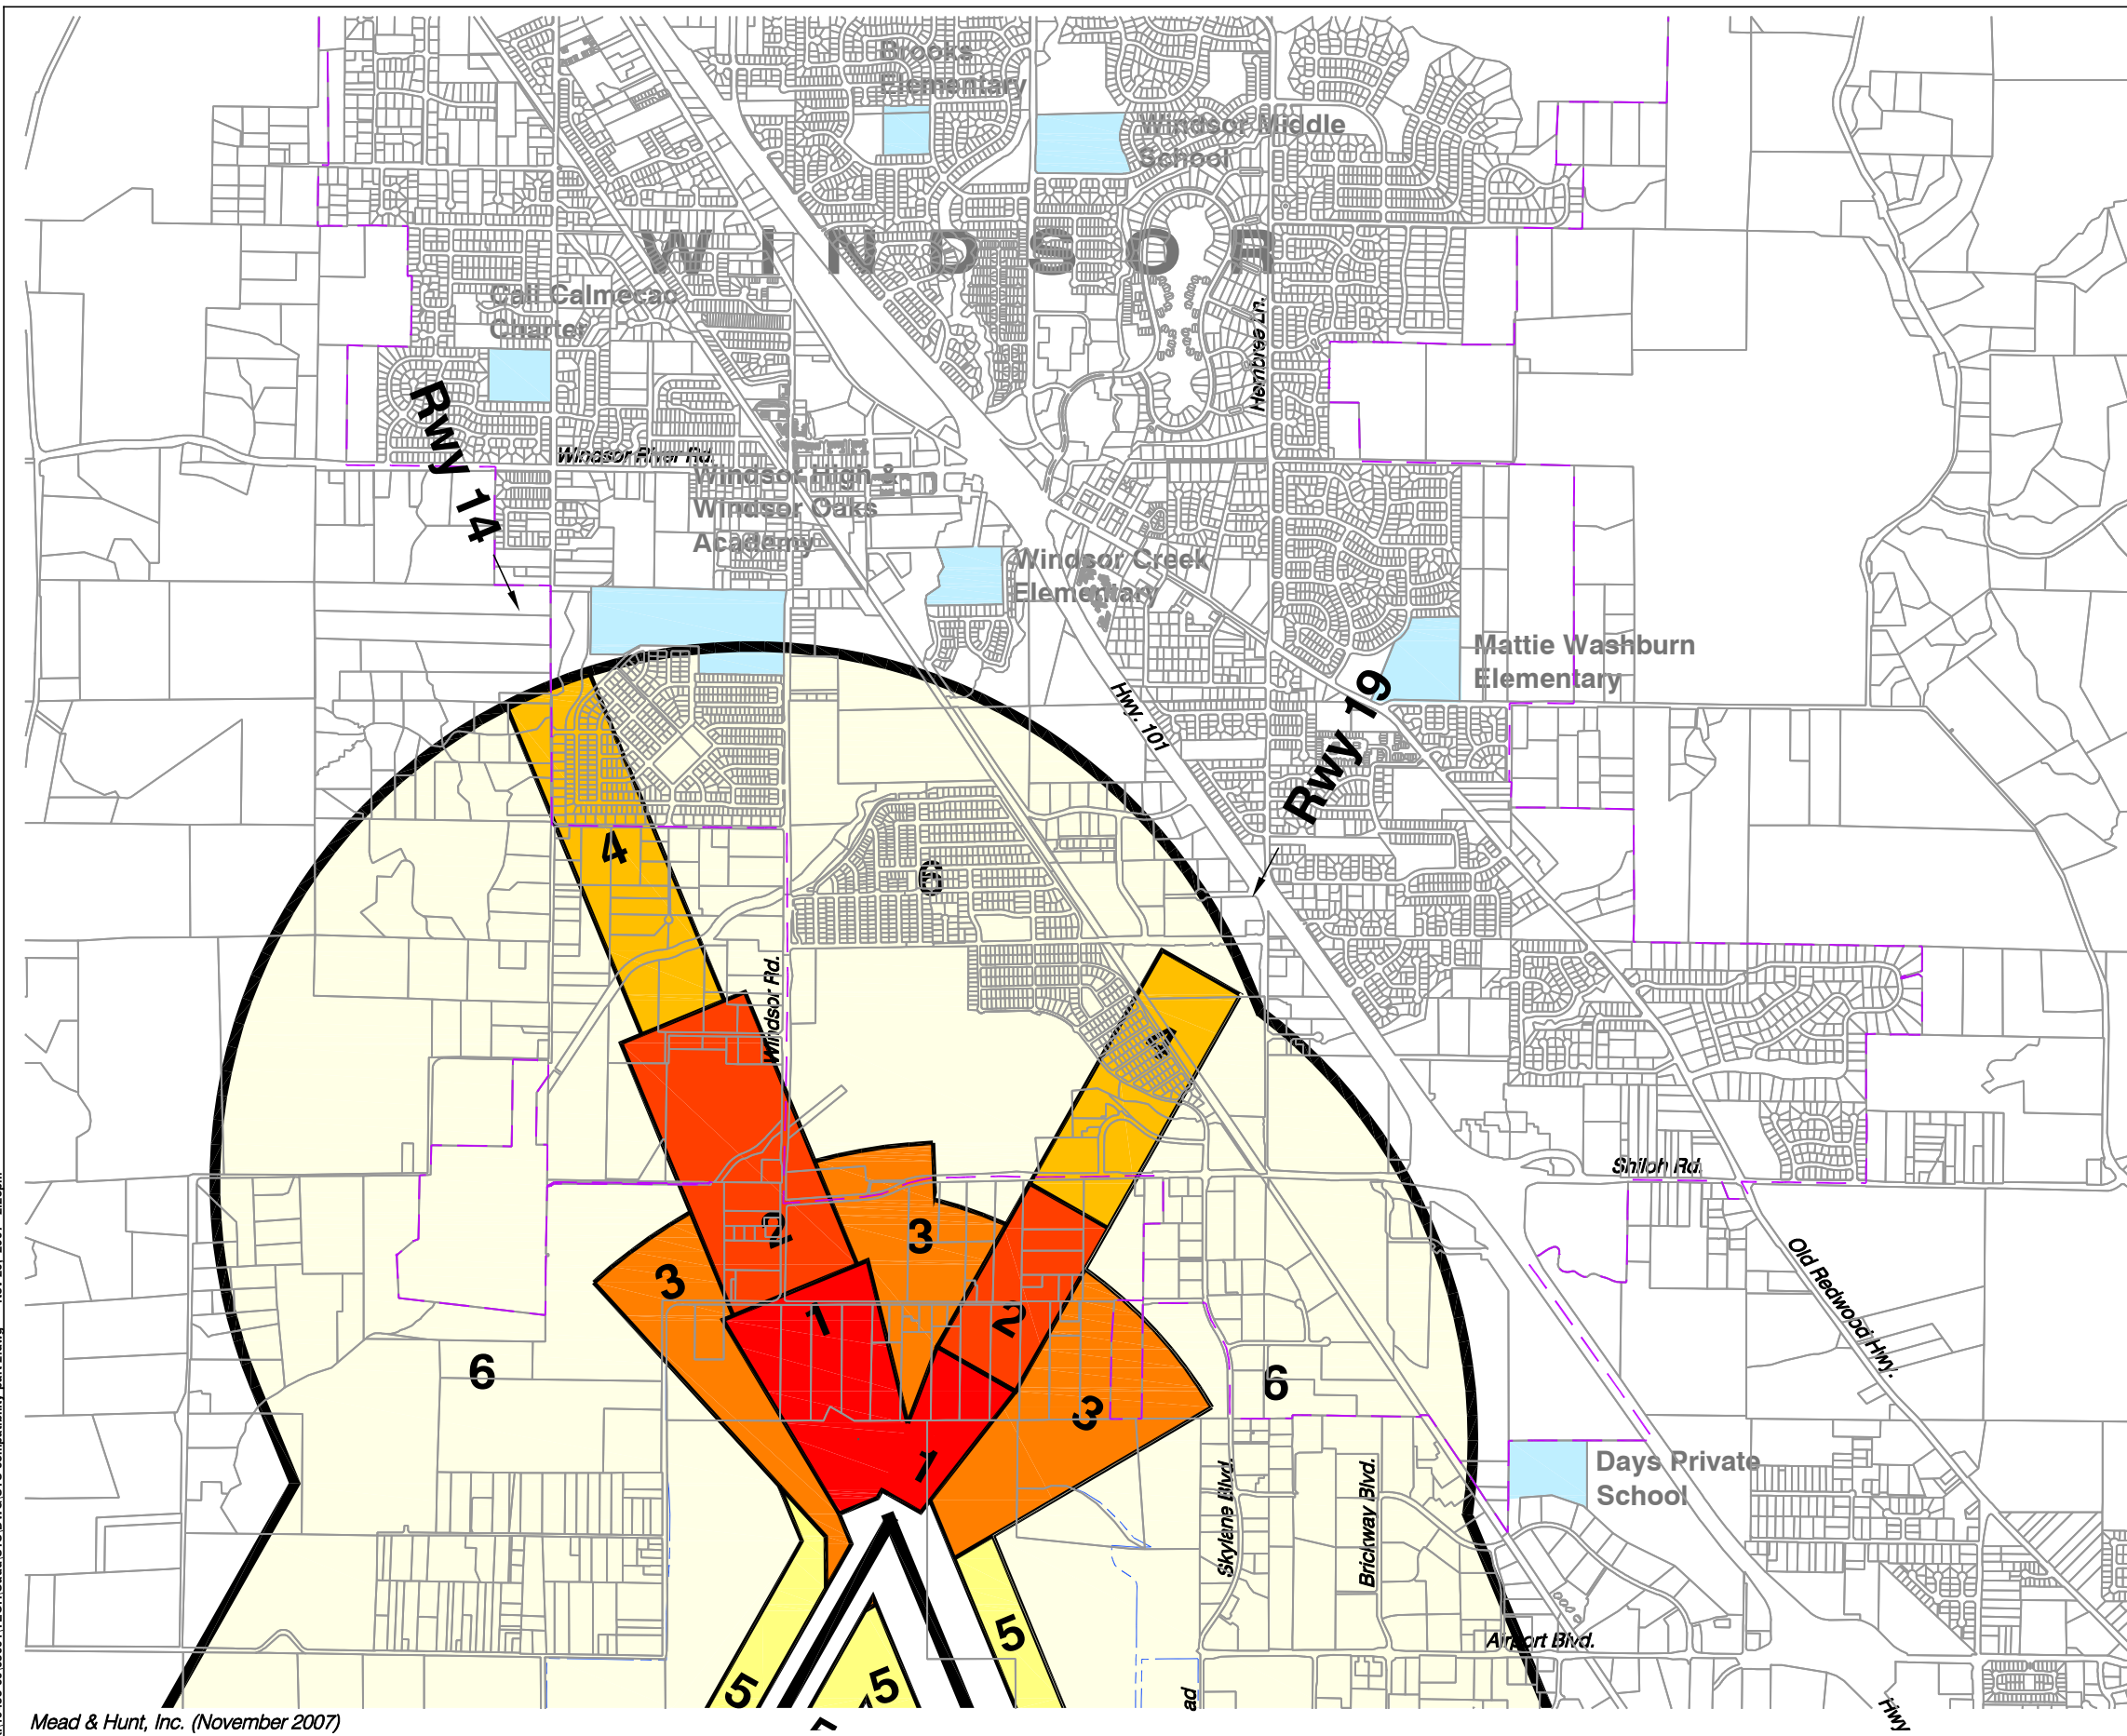 Brooks
Elementary
Windsor Middle
School
WINDSOR
Cali Calmecac
Charter
Hembree Ln.
Rwy 14
Windsor River Rd.
Windsor High &
Windsor Oaks
Academy
Windsor Creek
Elementary
Mattie Washburn
Elementary
Hwy. 101
Rwy 19
4
6
Windsor Rd.
4
Shiloh Rd.
2
3
3
Old Redwood Hwy.
1
2
6
6
3
1
Days Private
School
Skylane Blvd.
Brickway Blvd.
5
Airport Blvd.
5
5
Hwy
Mead & Hunt, Inc. (November 2007)